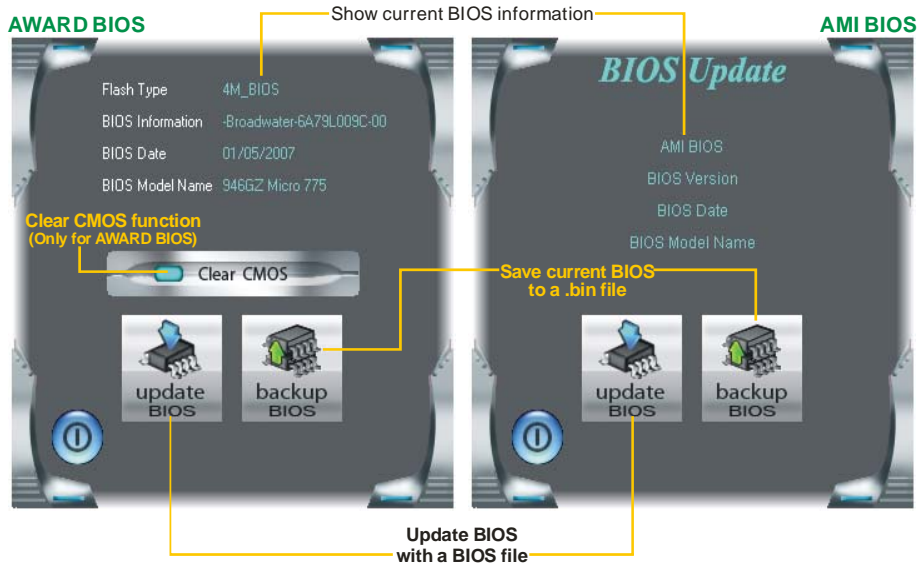 Show current BIOS information
AWARD BIOS
AMI BIOS
Flash Type 4M_BIOS
BIOS Information -Broadwater-6A79L009C-00
BIOS Date 01/05/2007
BIOS Model Name 946GZ Micro 775
Clear CMOS function
(Only for AWARD BIOS)
Clear CMOS
update
BIOS
backup
BIOS
BIOS Update
AMI BIOS
BIOS Version
BIOS Date
BIOS Model Name
Save current BIOS
to a .bin file
update
BIOS
backup
BIOS
Update BIOS
with a BIOS file